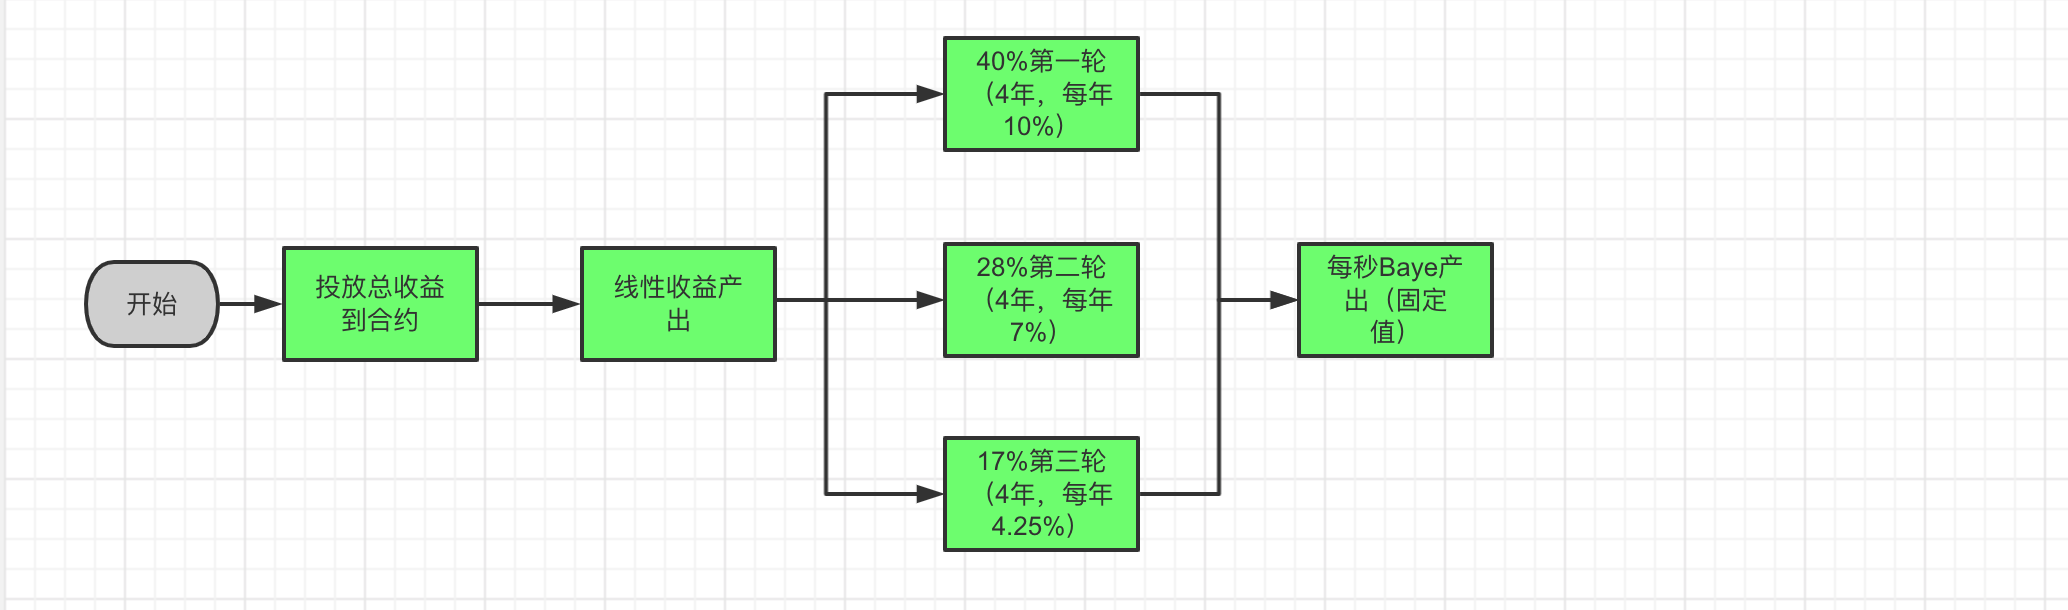 开始
投放总收益
到合约
线性收益产
出
40%第一轮
（4年，每年
10%）
28%第二轮
（4年，每年
7%）
17%第三轮
（4年，每年
4.25%）
每秒Baye产
出（固定
值）